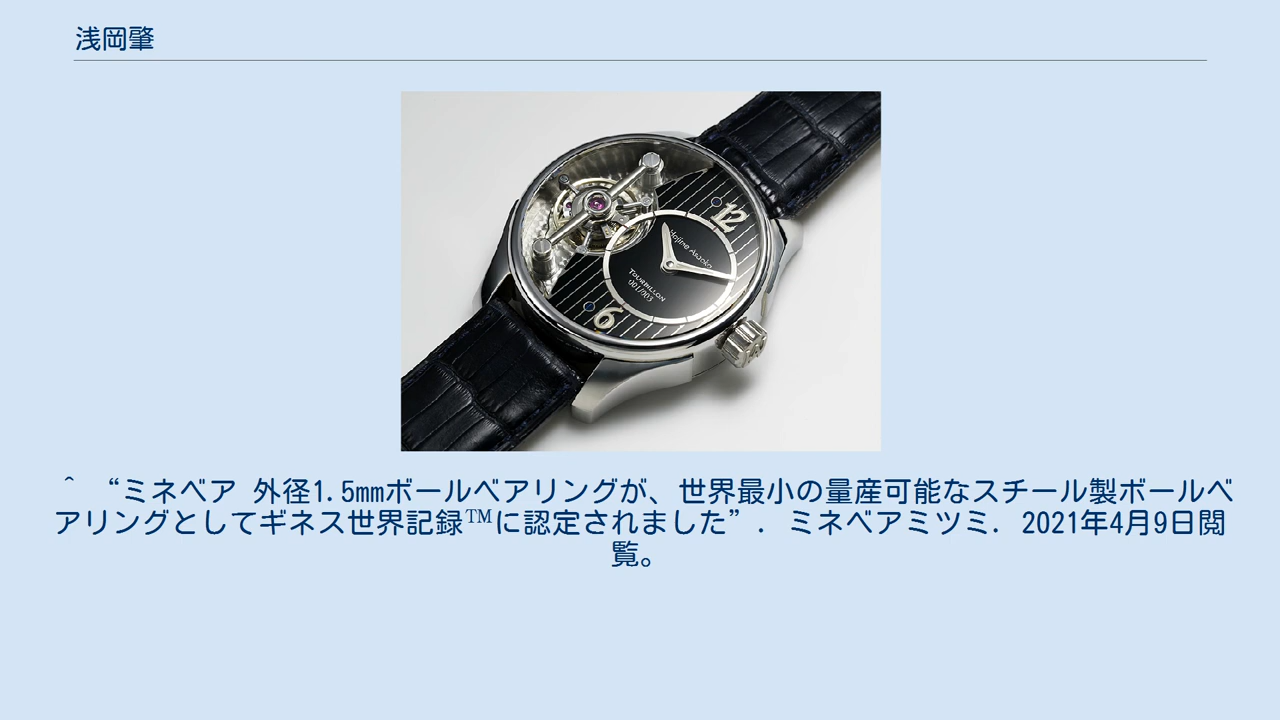 浅岡肇
12
Hajime Asaoka
TOURBILLON
001/003
6
^ “ミネベア 外径1.5mmボールベアリングが、世界最小の量産可能なスチール製ボールベ
アリングとしてギネス世界記録™に認定されました”. ミネベアミツミ. 2021年4月9日閲
覧。